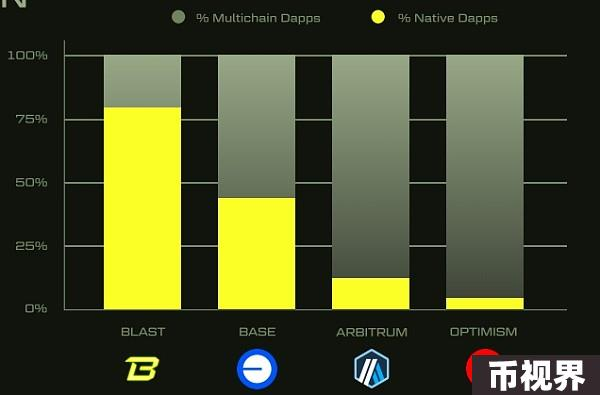 N
% Multichain Dapps % Native Dapps
100%
75%
50%
25%
0%
BLAST BASE ARBITRUM OPTIMISM
B
币视界